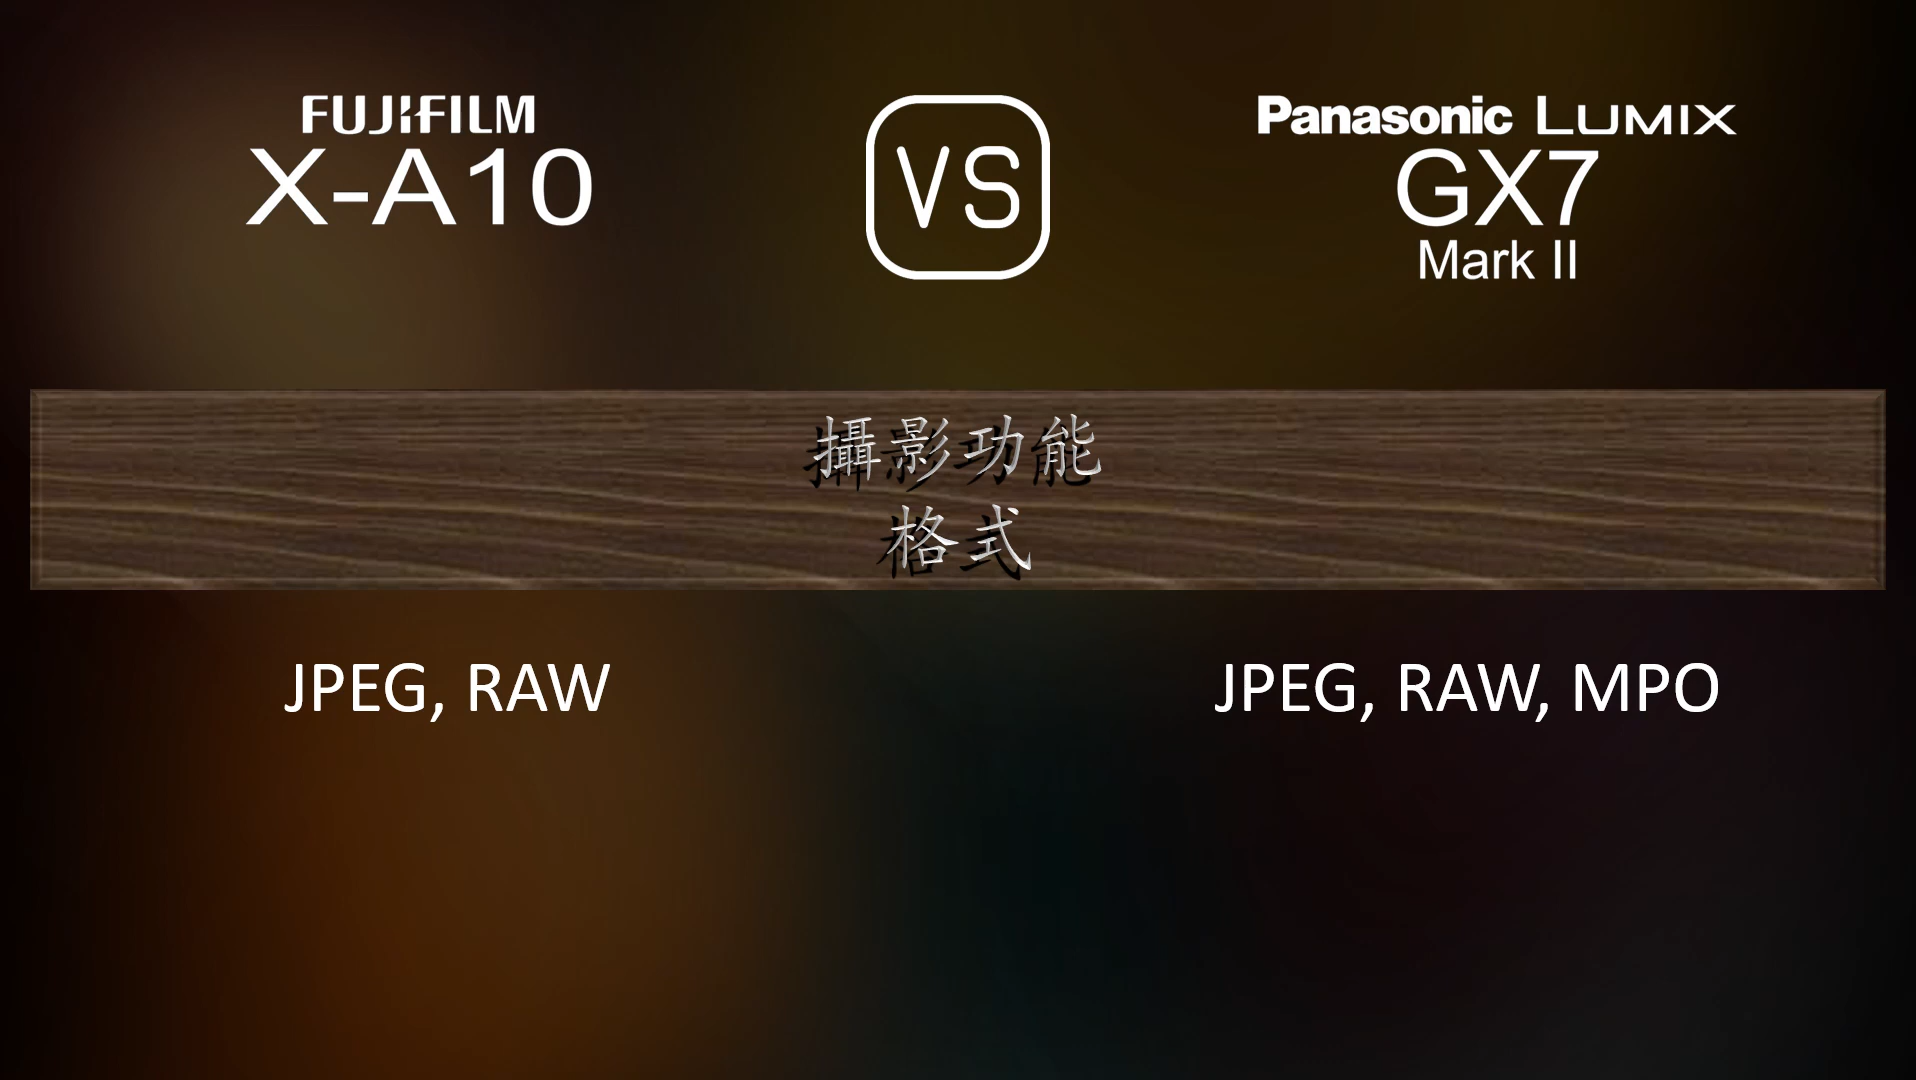 FUJIFILM
X-A10
VS
Panasonic LUMIX
GX7
Mark II
攝影功能
格式
JPEG, RAW
JPEG, RAW, MPO